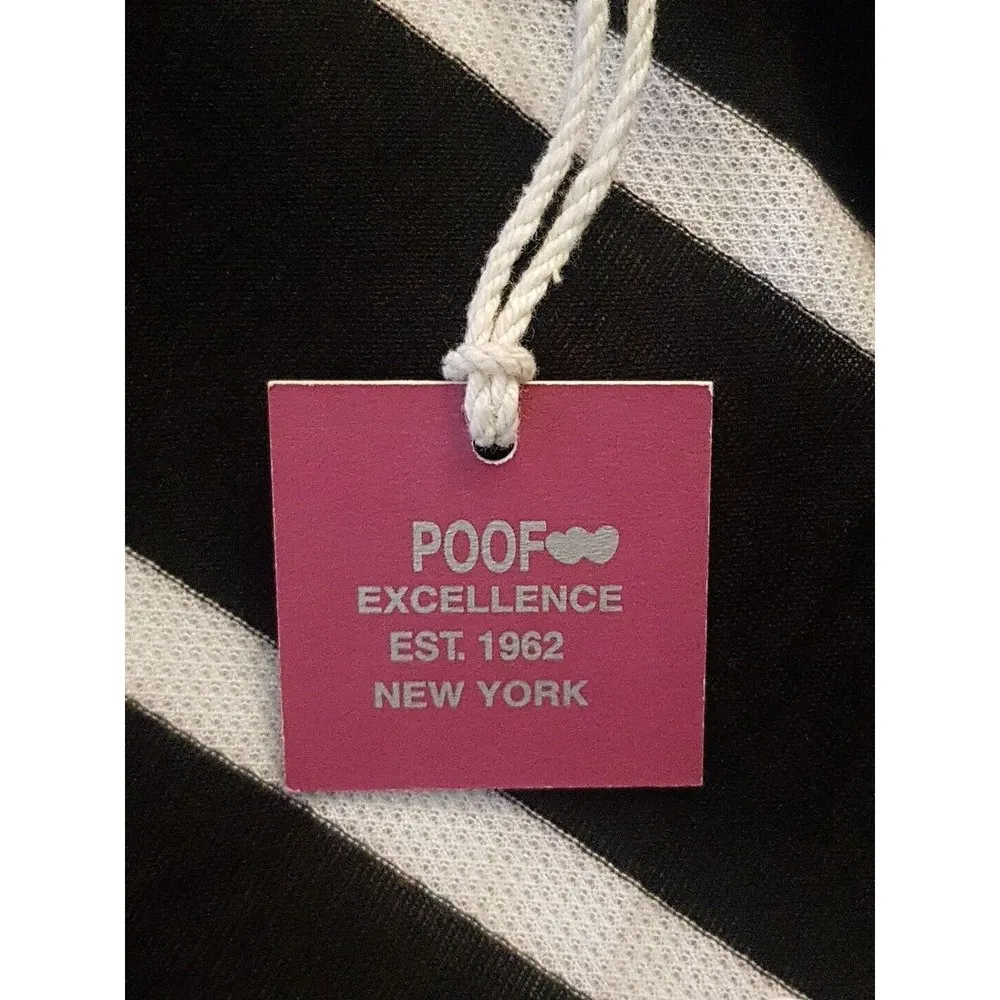 POOF
EXCELLENCE
EST. 1962
NEW YORK